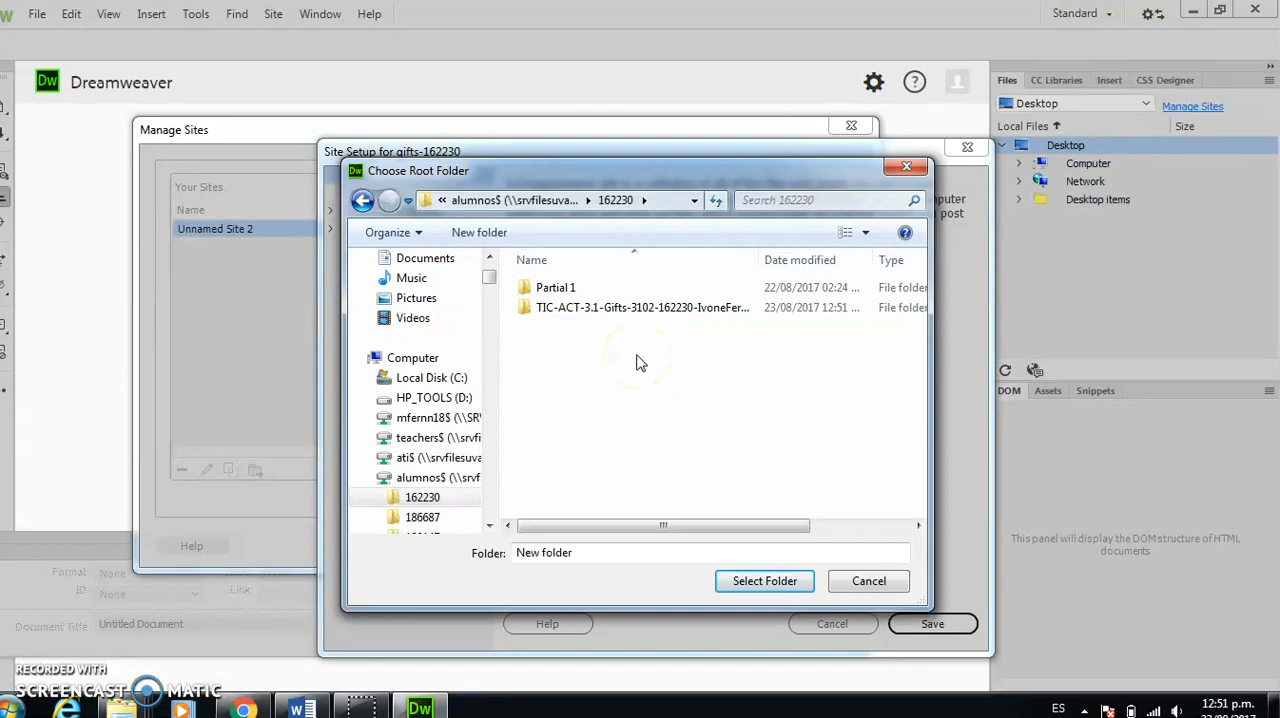 File Edit View Insert Tools Find Site Window Help Standard
Dw Dreamweaver
Files CC Libraries Insert CSS Designer
Desktop Manage Sites
Local Files Size
Desktop
Computer
Network
Desktop items
Manage Sites
Your Sites
Name
Unnamed Site 2
Help
Site Setup for gifts-162230
Dw Choose Root Folder
« alumnos$ (\\srvfilesuva... 162230 Search 162230
Organize New folder
Name Date modified Type
Documents
Music
Pictures
Videos
Computer
Local Disk (C:)
HP_TOOLS (D:)
mfernn18$ (\\SR
teachers$ (\\srvfi
ati$ (\\srvfilesuva
alumnos$ (\\srvf
162230
186687
Partial 1 22/08/2017 02:24 ... File folder
TIC-ACT-3.1-Gifts-3102-162230-IvoneFer... 23/08/2017 12:51 ... File folder
Folder: New folder
Select Folder Cancel
Help Cancel Save
DOM Assets Snippets
This panel will display the DOM structure of HTML
documents.
Format None Class
None Link
Document Title Untitled Document
RECORDED WITH
SCREENCAST MATIC
ES 12:51 p.m.